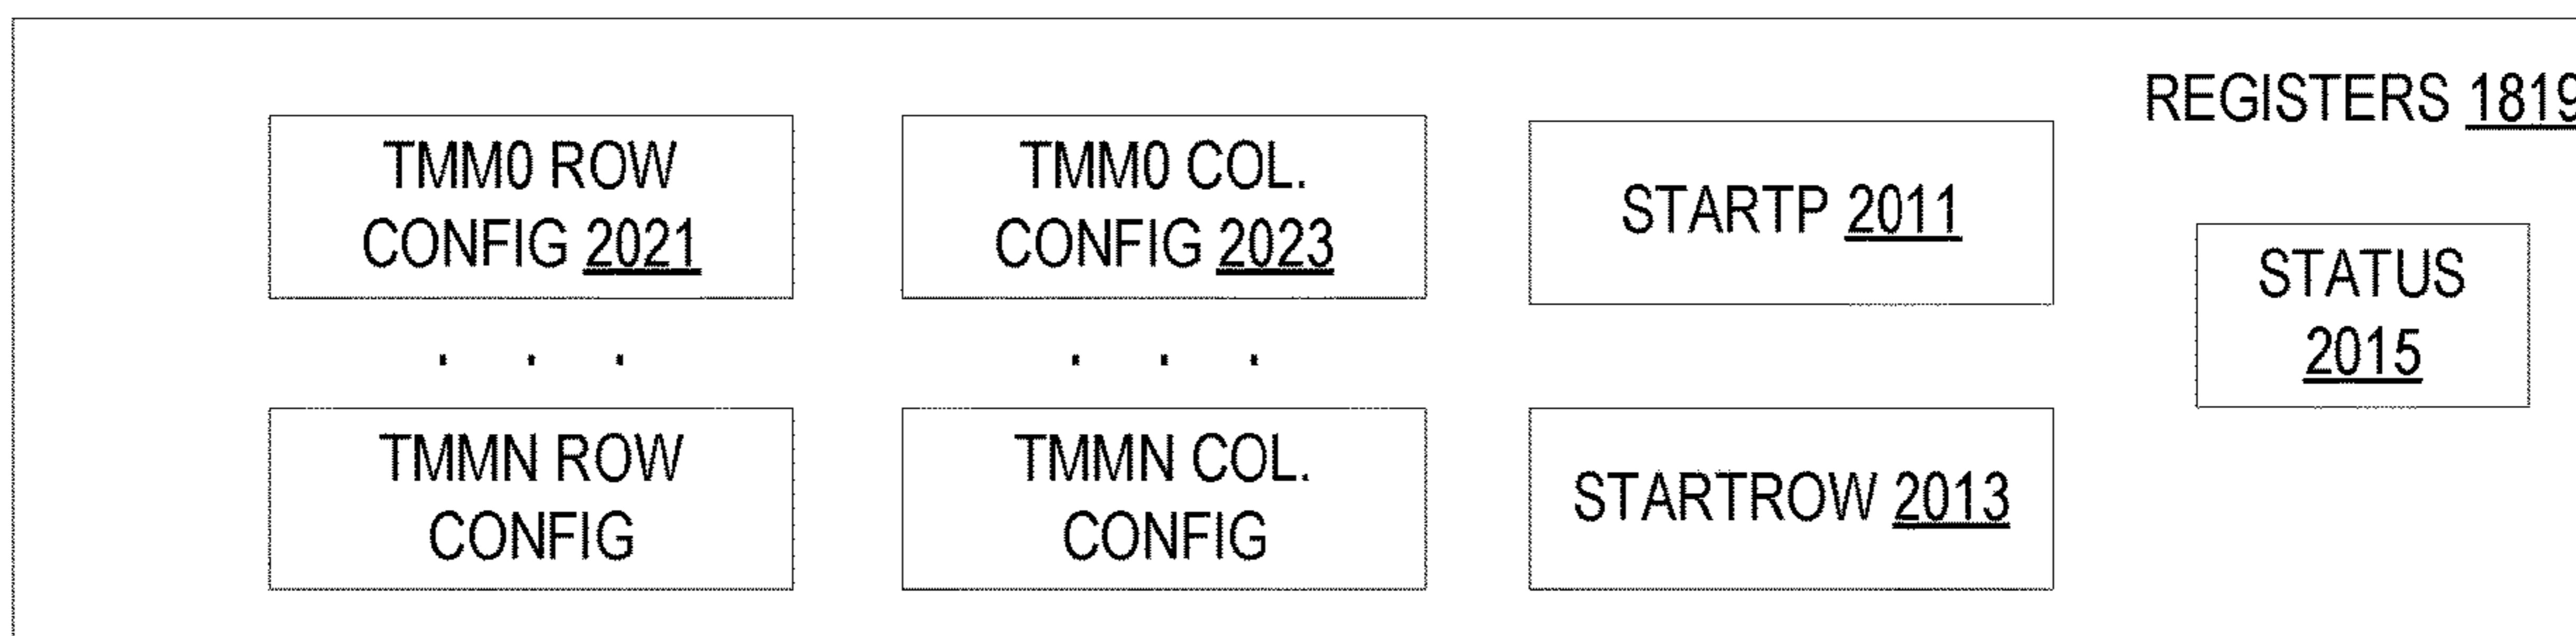 REGISTERS 1819
TMM0 ROW
CONFIG 2021
TMM0 COL.
CONFIG 2023
STARTP 2011
STATUS
2015
. . .
. . .
TMMN ROW
CONFIG
TMMN COL.
CONFIG
STARTROW 2013